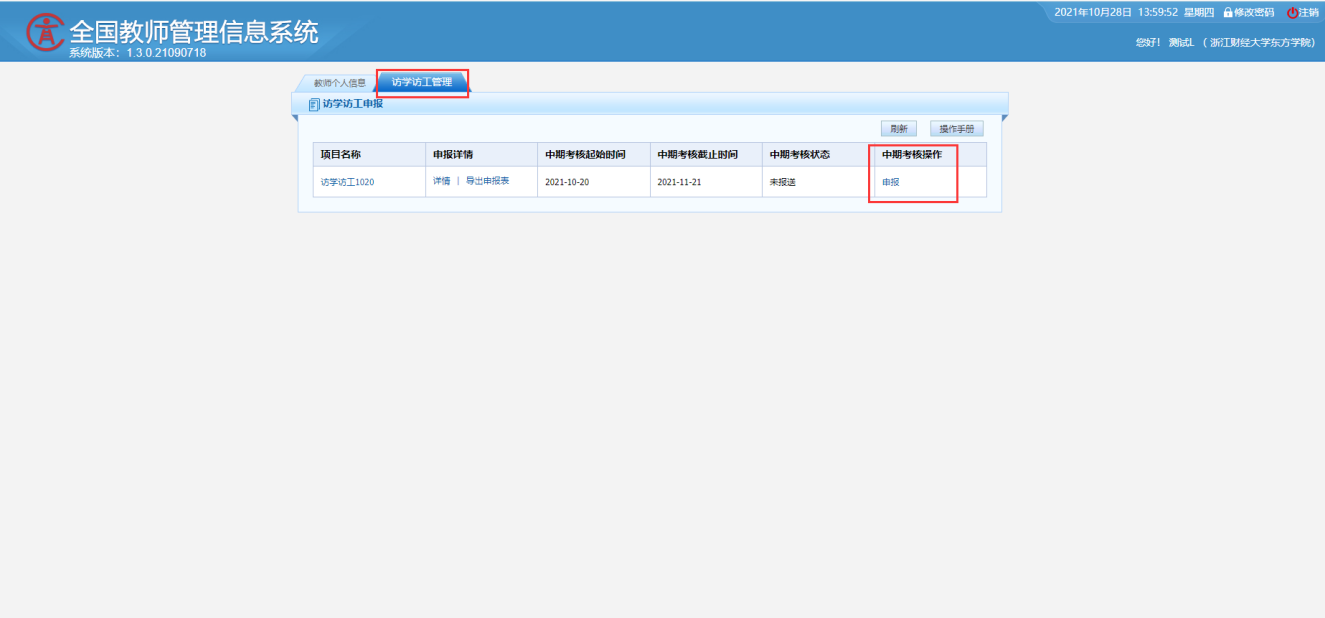 2021年10月28日 13:59:52 星期四 修改密码 注销
全国教师管理信息系统
系统版本：1.3.0.21090718
您好！ 测试L （浙江财经大学东方学院）
教师个人信息 访学访工管理
访学访工申报
刷新 操作手册
项目名称 申报详情 中期考核起始时间 中期考核截止时间 中期考核状态 中期考核操作
访学访工1020 详情 | 导出申报表 2021-10-20 2021-11-21 未报送 申报